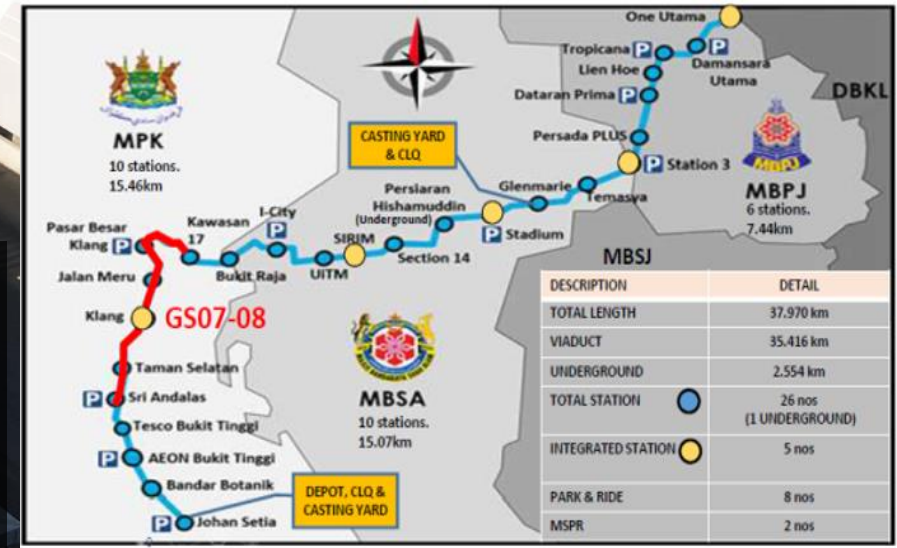 One Utama
Tropicana P
P Damansara
Utama
Lien Hoe
Dataran Prima P
DBKL
MPK
10 stations.
15.46km
CASTING YARD
& CLQ
Persada PLUS
P Station 3
MBPJ
MBPJ
6 stations.
7.44km
Glenmarie
Temasya
Persiaran
Hishamuddin
(Underground)
P Stadium
I-City
P
Kawasan
17
Pasar Besar
Klang P
SIRIM
Section 14
UiTM
Bukit Raja
Jalan Meru
Klang
GS07-08
MBSJ
Taman Selatan
P Sri Andalas
Tesco Bukit Tinggi
P AEON Bukit Tinggi
Bandar Botanik
P Johan Setia
MBSA
10 stations.
15.07km
DEPOT, CLQ &
CASTING YARD
DESCRIPTION DETAIL
TOTAL LENGTH 37.970 km
VIADUCT 35.416 km
UNDERGROUND 2.554 km
TOTAL STATION 26 nos
(1 UNDERGROUND)
INTEGRATED STATION 5 nos
PARK & RIDE 8 nos
MSPR 2 nos